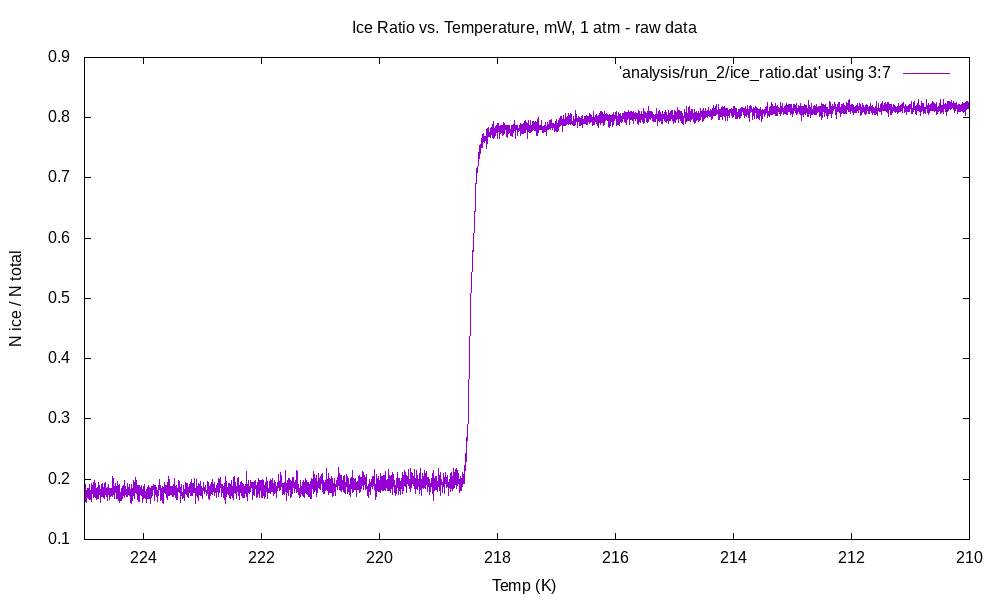 Ice Ratio vs. Temperature, mW, 1 atm - raw data
'analysis/run_2/ice_ratio.dat' using 3:7
0.9
0.8
0.7
0.6
0.5
0.4
0.3
0.2
0.1
N ice / N total
224 222 220 218 216 214 212 210
Temp (K)